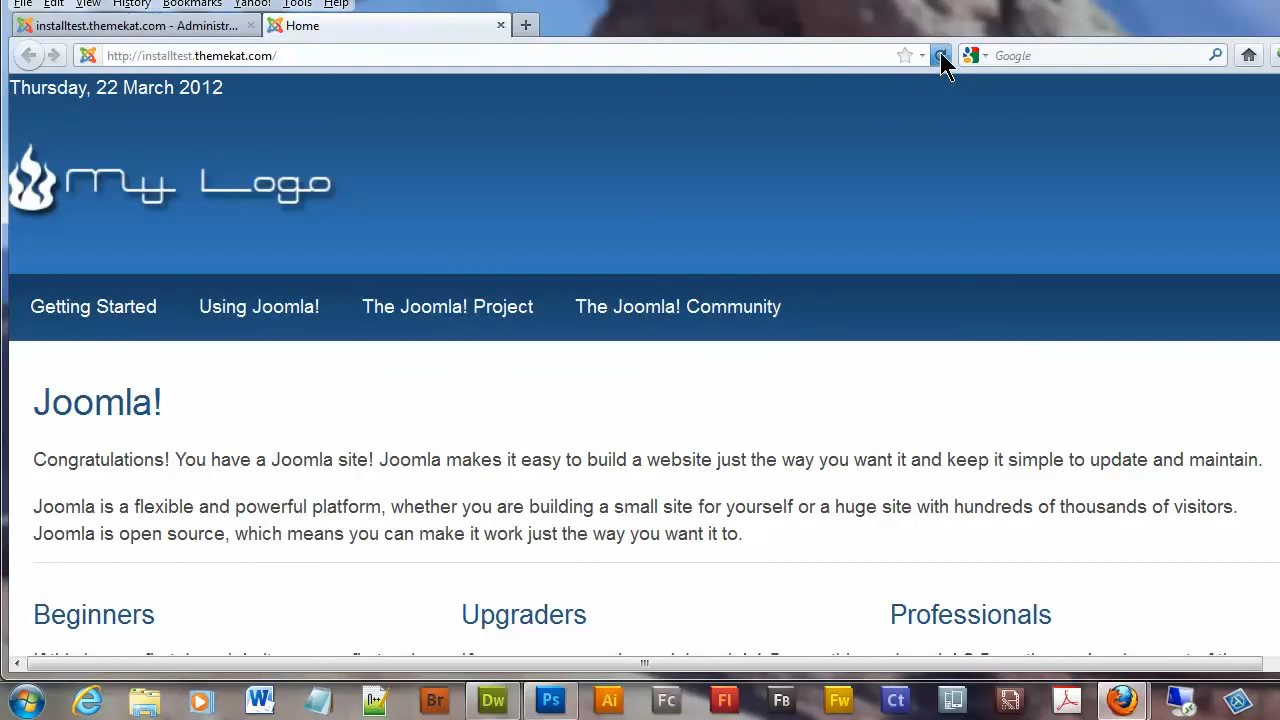 File Edit View History Bookmarks Yahoo! Tools Help
installtest.themekat.com - Administr... Home
http://installtest.themekat.com/ Google
Thursday, 22 March 2012
My Logo
Getting Started Using Joomla! The Joomla! Project The Joomla! Community
Joomla!
Congratulations! You have a Joomla site! Joomla makes it easy to build a website just the way you want it and keep it simple to update and maintain.
Joomla is a flexible and powerful platform, whether you are building a small site for yourself or a huge site with hundreds of thousands of visitors.
Joomla is open source, which means you can make it work just the way you want it to.
Beginners Upgraders Professionals
Br Dw Ps Ai Fc Fl Fb Fw Ct